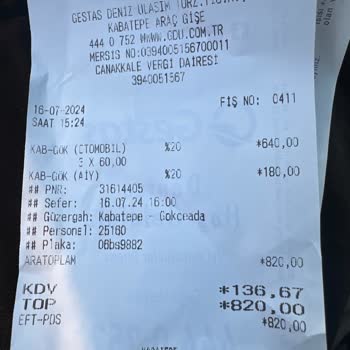 GESTAS DENIZ ULASIM TURZ.
KABATEPE ARAÇ GİŞE
444 0 752 WWW.GDU.COM.TR
MERSIS NO:0394005156700011
CANAKKALE VERGİ DAIRESI
3940051567
16-07-2024 FİŞ NO: 0411
SAAT 15:24
KAB-GÖK (OTOMOBİL) %20 *640,00
3 X 60,00
KAB-GÖK (AİY) %20 *180,00
## PNR: 31614405
## Sefer: 16.07.24 16:00
## Güzergah: Kabatepe - Gokceada
## Personel: 25160
## Plaka: 06bs9882
ARATOPLAM *820,00
KDV *136,67
TOP *820,00
EFT-POS *820,00